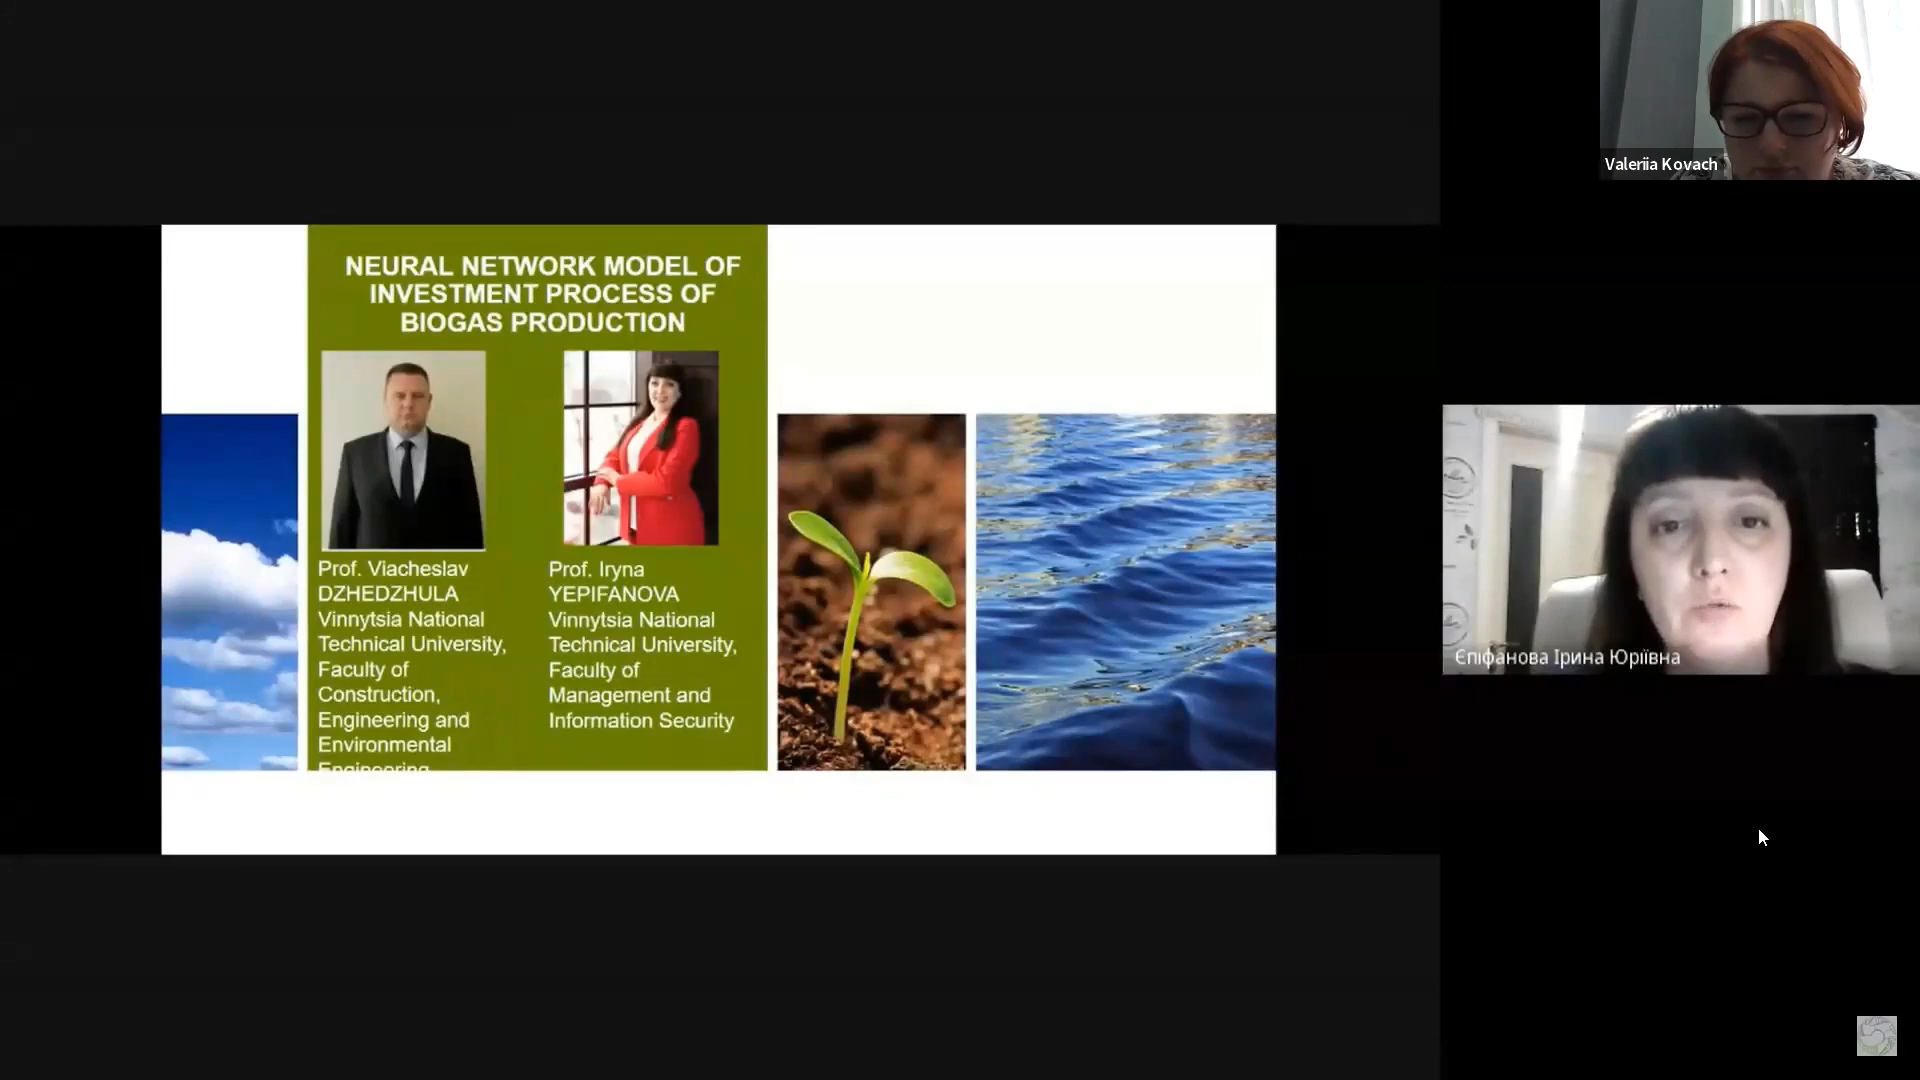 NEURAL NETWORK MODEL OF
INVESTMENT PROCESS OF
BIOGAS PRODUCTION
Prof. Viacheslav
DZHEDZHULA
Vinnytsia National
Technical University,
Faculty of
Construction,
Engineering and
Environmental
Engineering
Prof. Iryna
YEPIFANOVA
Vinnytsia National
Technical University,
Faculty of
Management and
Information Security
Valeriia Kovach
Єпіфанова Ірина Юріївна